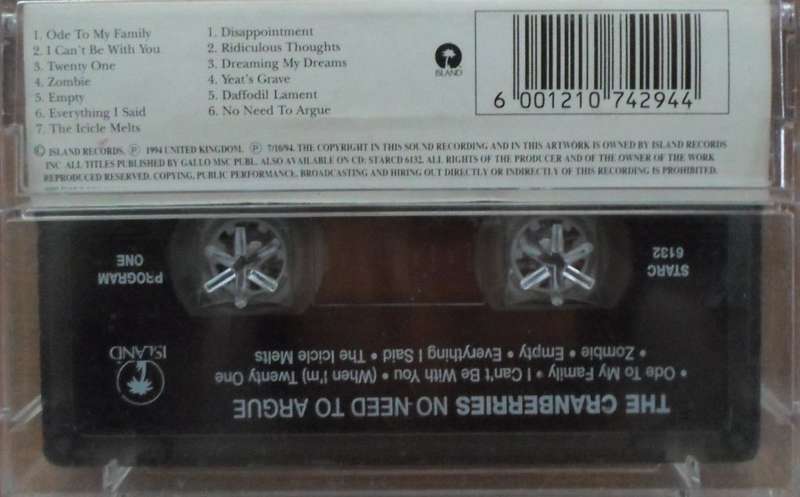 1. Ode To My Family
2. I Can't Be With You
3. Twenty One
4. Zombie
5. Empty
6. Everything I Said
7. The Icicle Melts
1. Disappointment
2. Ridiculous Thoughts
3. Dreaming My Dreams
4. Yeat's Grave
5. Daffodil Lament
6. No Need To Argue
ISLAND
6 001210 742944
© ISLAND RECORDS. ℗ 1994 UNITED KINGDOM. ℗ 7/10/94. THE COPYRIGHT IN THIS SOUND RECORDING AND IN THIS ARTWORK IS OWNED BY ISLAND RECORDS
INC ALL TITLES PUBLISHED BY GALLO MSC PUBL. ALSO AVAILABLE ON CD: STARCD 6132. ALL RIGHTS OF THE PRODUCER AND OF THE OWNER OF THE WORK
REPRODUCED RESERVED. COPYING, PUBLIC PERFORMANCE, BROADCASTING AND HIRING OUT DIRECTLY OR INDIRECTLY OF THIS RECORDING IS PROHIBITED.
THE CRANBERRIES NO NEED TO ARGUE
• Ode To My Family • I Can't Be With You • (When I'm) Twenty One
• Zombie • Empty • Everything I Said • The Icicle Melts
ISLAND
STARC
6132
PROGRAM
ONE